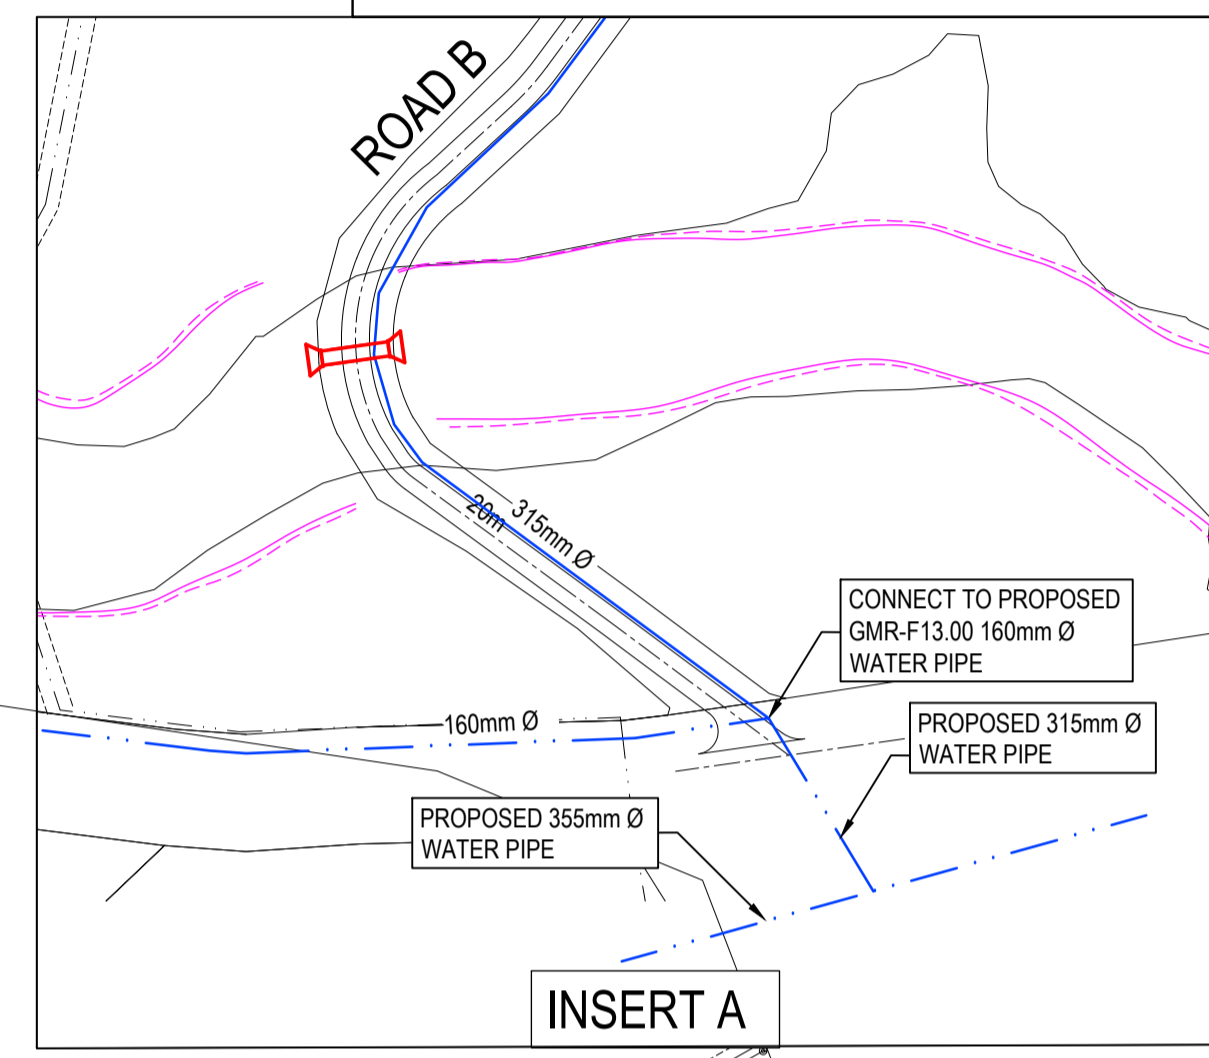 ROAD B
20m
315mm Ø
CONNECT TO PROPOSED
GMR-F13.00 160mm Ø
WATER PIPE
160mm Ø
PROPOSED 315mm Ø
WATER PIPE
PROPOSED 355mm Ø
WATER PIPE
INSERT A